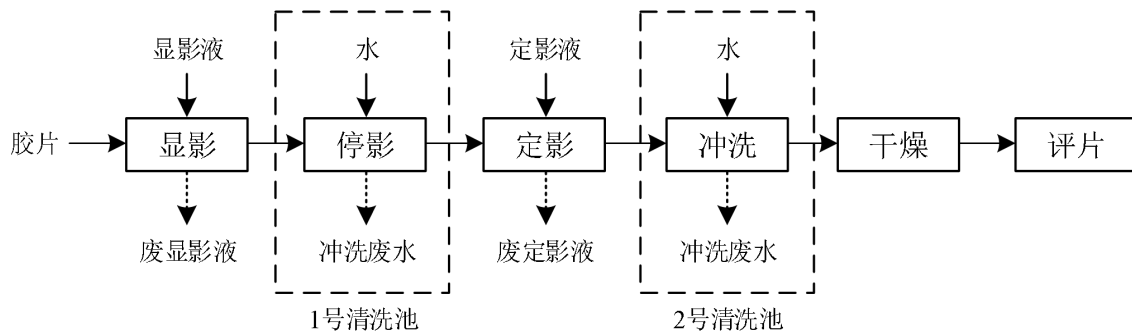 显影液
水
定影液
水
胶片
显影
停影
定影
冲洗
干燥
评片
废显影液
冲洗废水
废定影液
冲洗废水
1号清洗池
2号清洗池